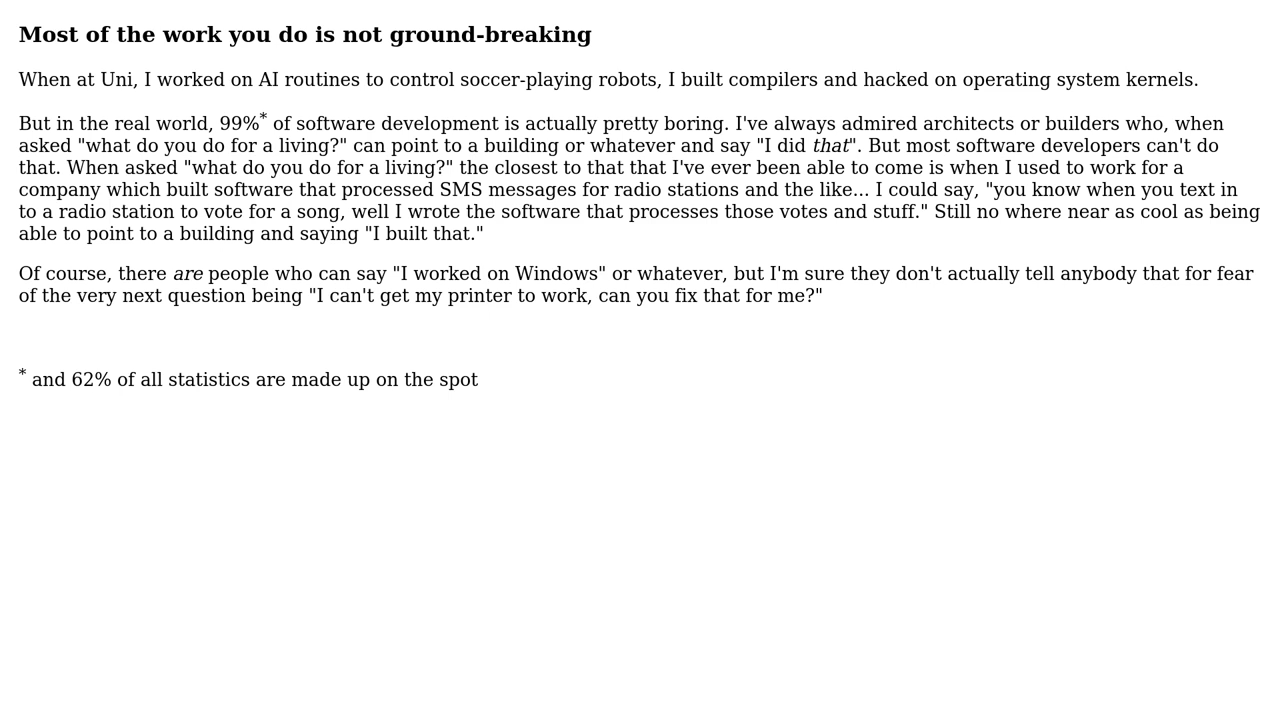 Most of the work you do is not ground-breaking
When at Uni, I worked on AI routines to control soccer-playing robots, I built compilers and hacked on operating system kernels.
But in the real world, 99%* of software development is actually pretty boring. I've always admired architects or builders who, when
asked "what do you do for a living?" can point to a building or whatever and say "I did that". But most software developers can't do
that. When asked "what do you do for a living?" the closest to that that I've ever been able to come is when I used to work for a
company which built software that processed SMS messages for radio stations and the like... I could say, "you know when you text in
to a radio station to vote for a song, well I wrote the software that processes those votes and stuff." Still no where near as cool as being
able to point to a building and saying "I built that."
Of course, there are people who can say "I worked on Windows" or whatever, but I'm sure they don't actually tell anybody that for fear
of the very next question being "I can't get my printer to work, can you fix that for me?"
* and 62% of all statistics are made up on the spot